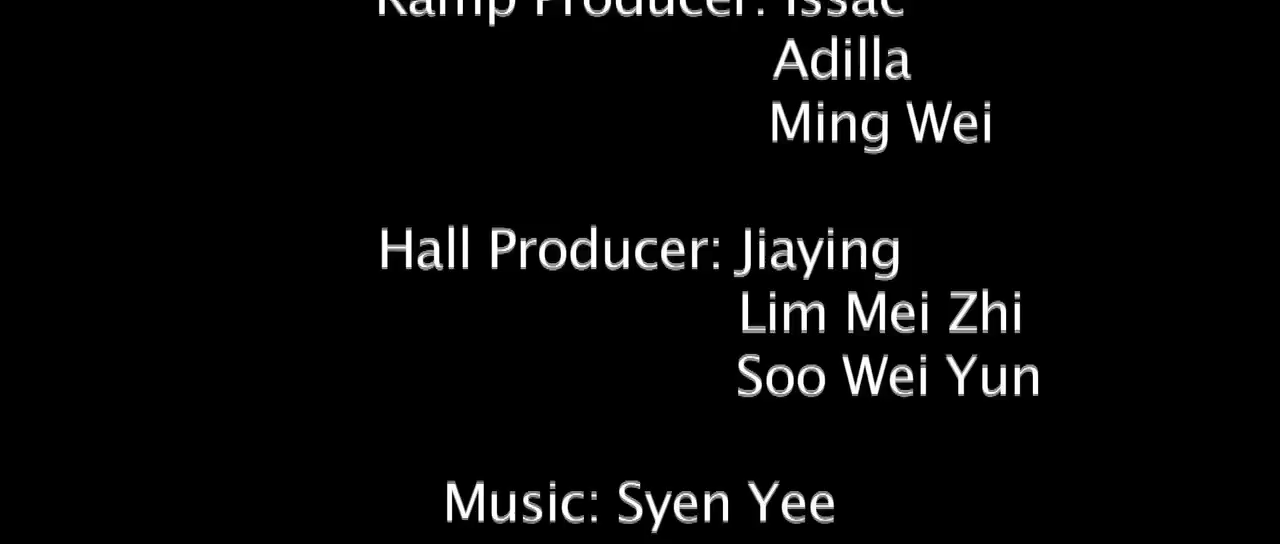 Ramp Producer: Issac
Adilla
Ming Wei
Hall Producer: Jiaying
Lim Mei Zhi
Soo Wei Yun
Music: Syen Yee